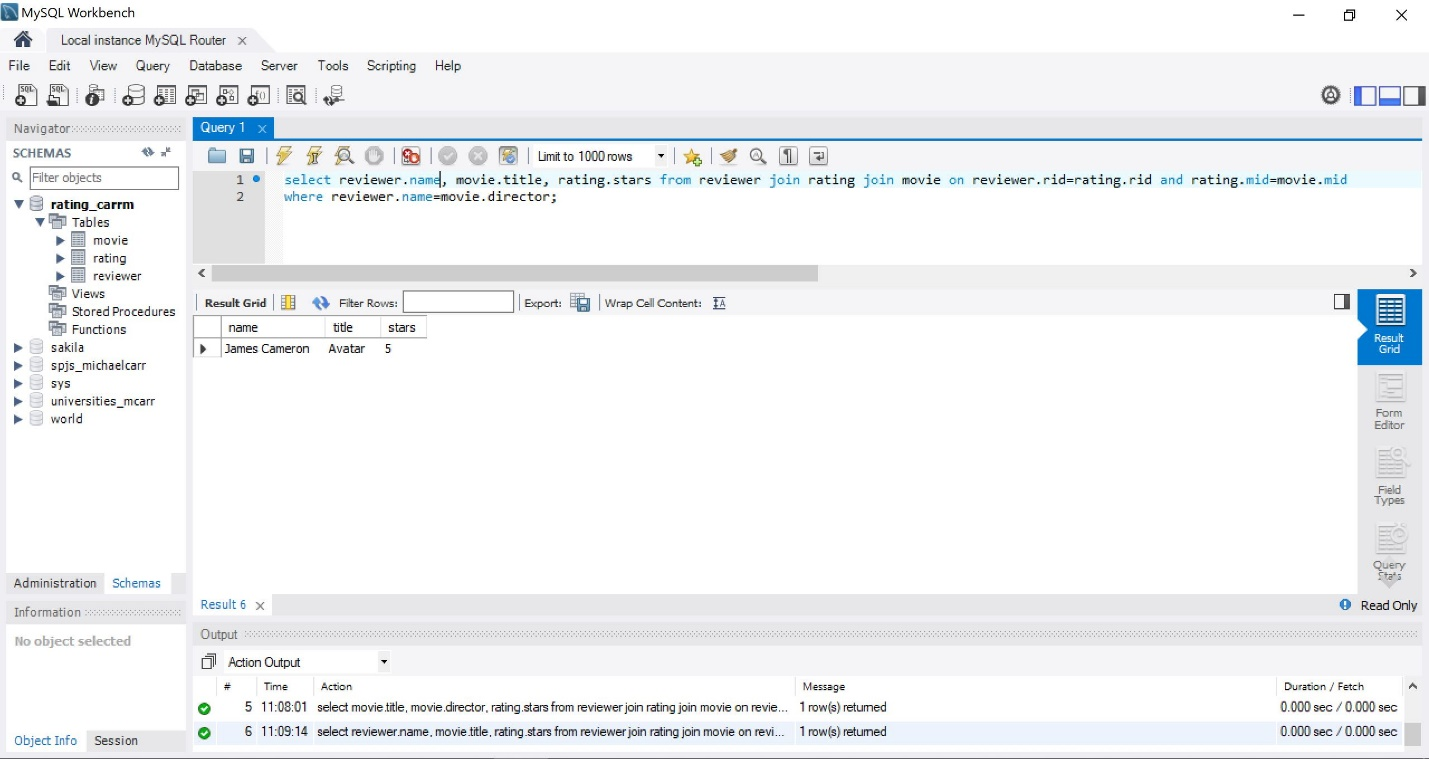 MySQL Workbench
Local instance MySQL Router
File Edit View Query Database Server Tools Scripting Help
Navigator
SCHEMAS
Filter objects
rating_carrm
Tables
movie
rating
reviewer
Views
Stored Procedures
Functions
sakila
spjs_michaelcarr
sys
universities_mcarr
world
Administration Schemas
Information
No object selected
Object Info Session
Query 1
Limit to 1000 rows
1 select reviewer.name, movie.title, rating.stars from reviewer join rating join movie on reviewer.rid=rating.rid and rating.mid=movie.mid
2 where reviewer.name=movie.director;
Result Grid Filter Rows: Export: Wrap Cell Content:
name title stars
James Cameron Avatar 5
Result
Grid
Form
Editor
Field
Types
Query
Stats
Result 6
Read Only
Output
Action Output
# Time Action Message Duration / Fetch
5 11:08:01 select movie.title, movie.director, rating.stars from reviewer join rating join movie on revie... 1 row(s) returned 0.000 sec / 0.000 sec
6 11:09:14 select reviewer.name, movie.title, rating.stars from reviewer join rating join movie on revi... 1 row(s) returned 0.000 sec / 0.000 sec